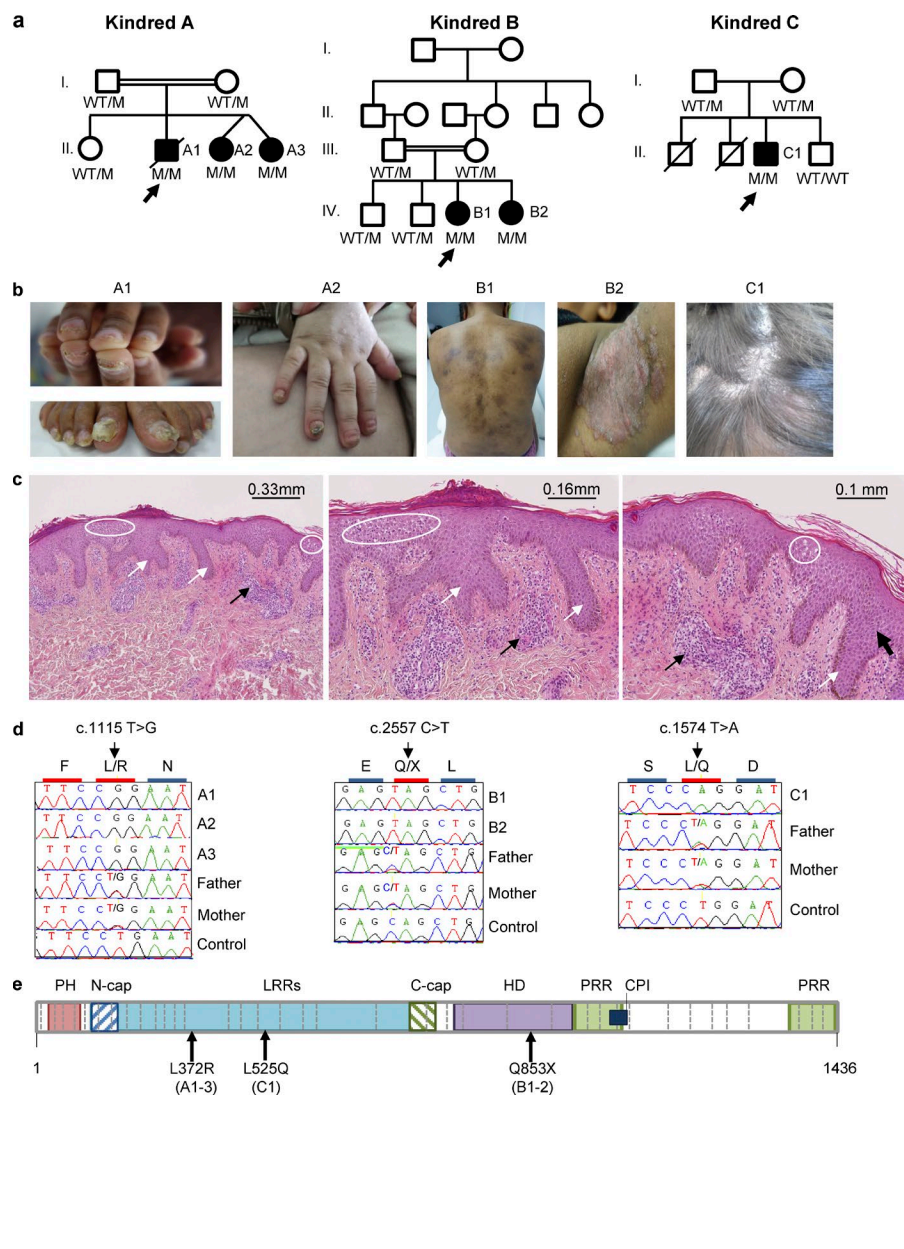 a
Kindred A
Kindred B
Kindred C
I.
WT/M WT/M
II.
A1 A2 A3
WT/M M/M M/M M/M
I.
II.
III.
WT/M WT/M
IV.
B1 B2
WT/M WT/M M/M M/M
I.
WT/M WT/M
II.
C1
M/M WT/WT
b
A1 A2 B1 B2 C1
c
0.33mm 0.16mm 0.1 mm
d
c.1115 T>G
F L/R N
T T C C G G A A T A1
T T C C G G A A T A2
T T C C G G A A T A3
T T C C T/G G A A T Father
T T C C T/G G A A T Mother
T T C C T G A A T Control
c.2557 C>T
E Q/X L
G A G T A G C T G B1
G A G T A G C T G B2
G A G C/T A G C T G Father
G A G C/T A G C T G Mother
G A G C A G C T G Control
c.1574 T>A
S L/Q D
T C C C A G G A T C1
T C C C T/A G G A T Father
T C C C T/A G G A T Mother
T C C C T G G A T Control
e
PH N-cap LRRs C-cap HD PRR CPI PRR
1 L372R L525Q Q853X 1436
(A1-3) (C1) (B1-2)